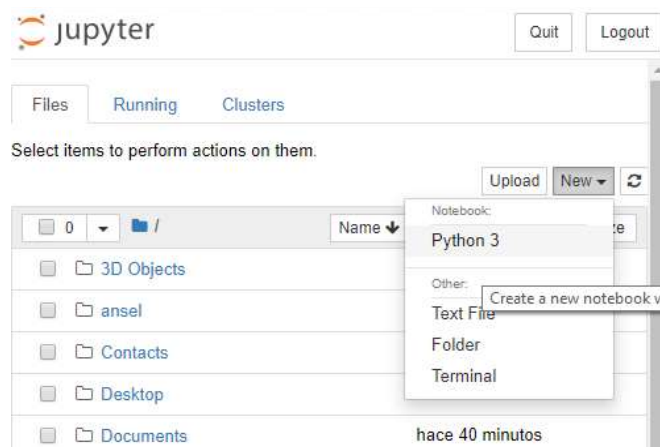 jupyter
Quit Logout
Files Running Clusters
Select items to perform actions on them.
Upload New
0 / Name ze
Notebook:
Python 3
3D Objects
Other:
Create a new notebook w
ansel
Text File
Contacts
Folder
Desktop
Terminal
Documents hace 40 minutos